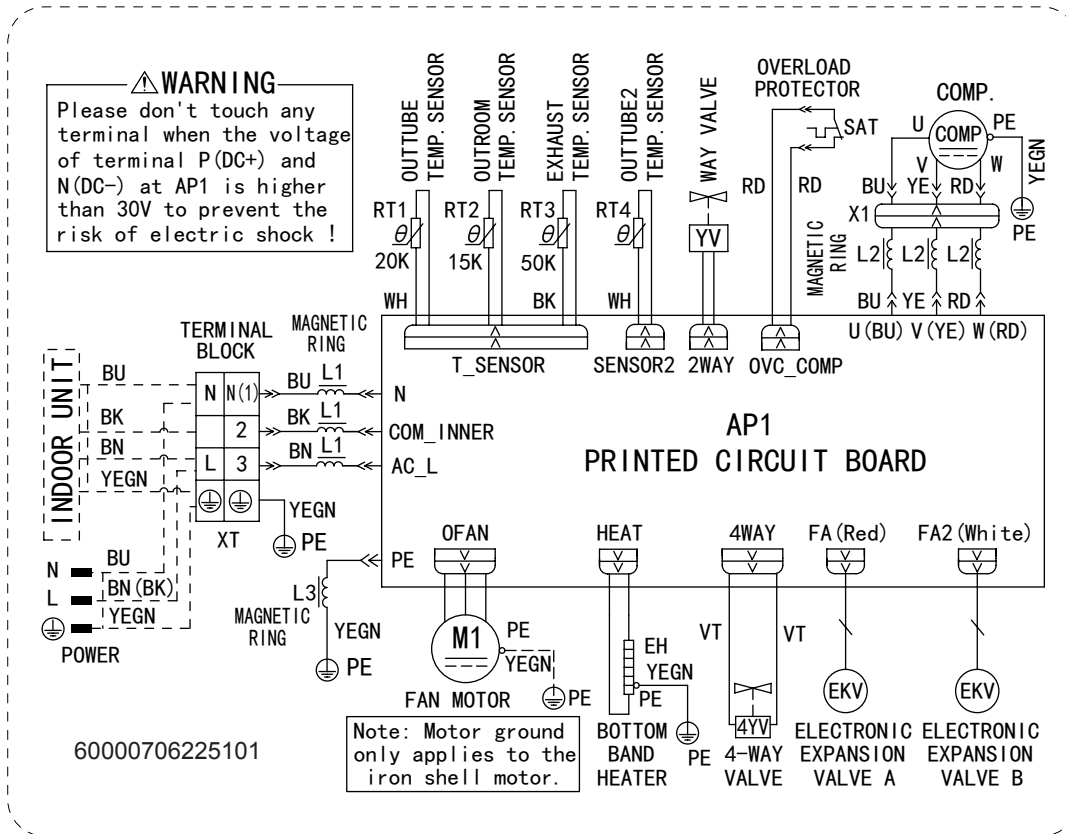 WARNING
Please don't touch any
terminal when the voltage
of terminal P(DC+) and
N(DC-) at AP1 is higher
than 30V to prevent the
risk of electric shock !
OUTTUBE
TEMP. SENSOR
OUTROOM
TEMP. SENSOR
EXHAUST
TEMP. SENSOR
OUTTUBE2
TEMP. SENSOR
WAY VALVE
OVERLOAD
PROTECTOR
SAT
COMP.
U
COMP
PE
V
W
YEGN
PE
RT1
θ
20K
RT2
θ
15K
RT3
θ
50K
RT4
θ
YV
RD
RD
BU
YE
RD
X1
MAGNETIC
RING
L2
L2
L2
WH
BK
WH
BU
YE
RD
U(BU) V(YE) W(RD)
T_SENSOR
SENSOR2
2WAY
OVC_COMP
TERMINAL
BLOCK
MAGNETIC
RING
INDOOR UNIT
BU
BK
BN
YEGN
N
N(1)
2
L
3
XT
BU
L1
N
BK
L1
COM_INNER
BN
L1
AC_L
YEGN
PE
AP1
PRINTED CIRCUIT BOARD
N
L
POWER
BU
BN(BK)
YEGN
PE
L3
MAGNETIC
RING
YEGN
PE
OFAN
HEAT
4WAY
FA(Red)
FA2(White)
M1
PE
YEGN
PE
FAN MOTOR
EH
YEGN
PE
PE
BOTTOM
BAND
HEATER
VT
VT
4YV
4-WAY
VALVE
EKV
ELECTRONIC
EXPANSION
VALVE A
EKV
ELECTRONIC
EXPANSION
VALVE B
Note: Motor ground
only applies to the
iron shell motor.
60000706225101